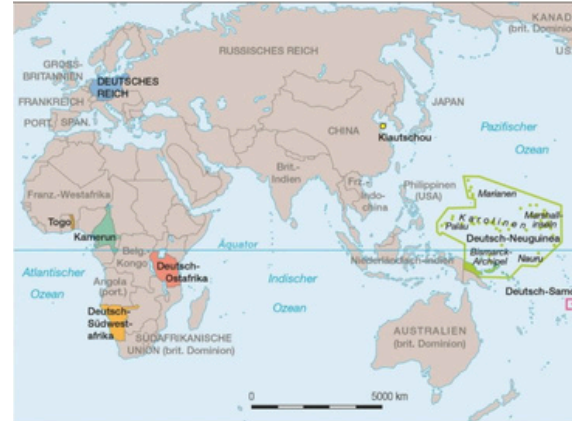 KANAD
(brit. Domini
US
RUSSISCHES REICH
GROSS-
BRITANNIEN
DEUTSCHES
REICH
FRANKREICH
PORT.
SPAN.
JAPAN
CHINA
Kiautschou
Pazifischer
Ozean
Brit.-
Indien
Frz.-
Indo-
china
Philippinen
(USA)
Marianen
Franz.-Westafrika
Togo
Kamerun
Palau
Karolinen
Marshall-
inseln
Deutsch-Neuguinea
Bismarck-
Archipel
Nauru
Äquator
Belg.-
Kongo
Deutsch-
Ostafrika
Niederländisch-Indien
Atlantischer
Ozean
Angola
(port.)
Indischer
Ozean
Deutsch-Samo
Deutsch-
Südwest-
afrika
SÜDAFRIKANISCHE
UNION (brit. Dominion)
AUSTRALIEN
(brit. Dominion)
0
5000 km